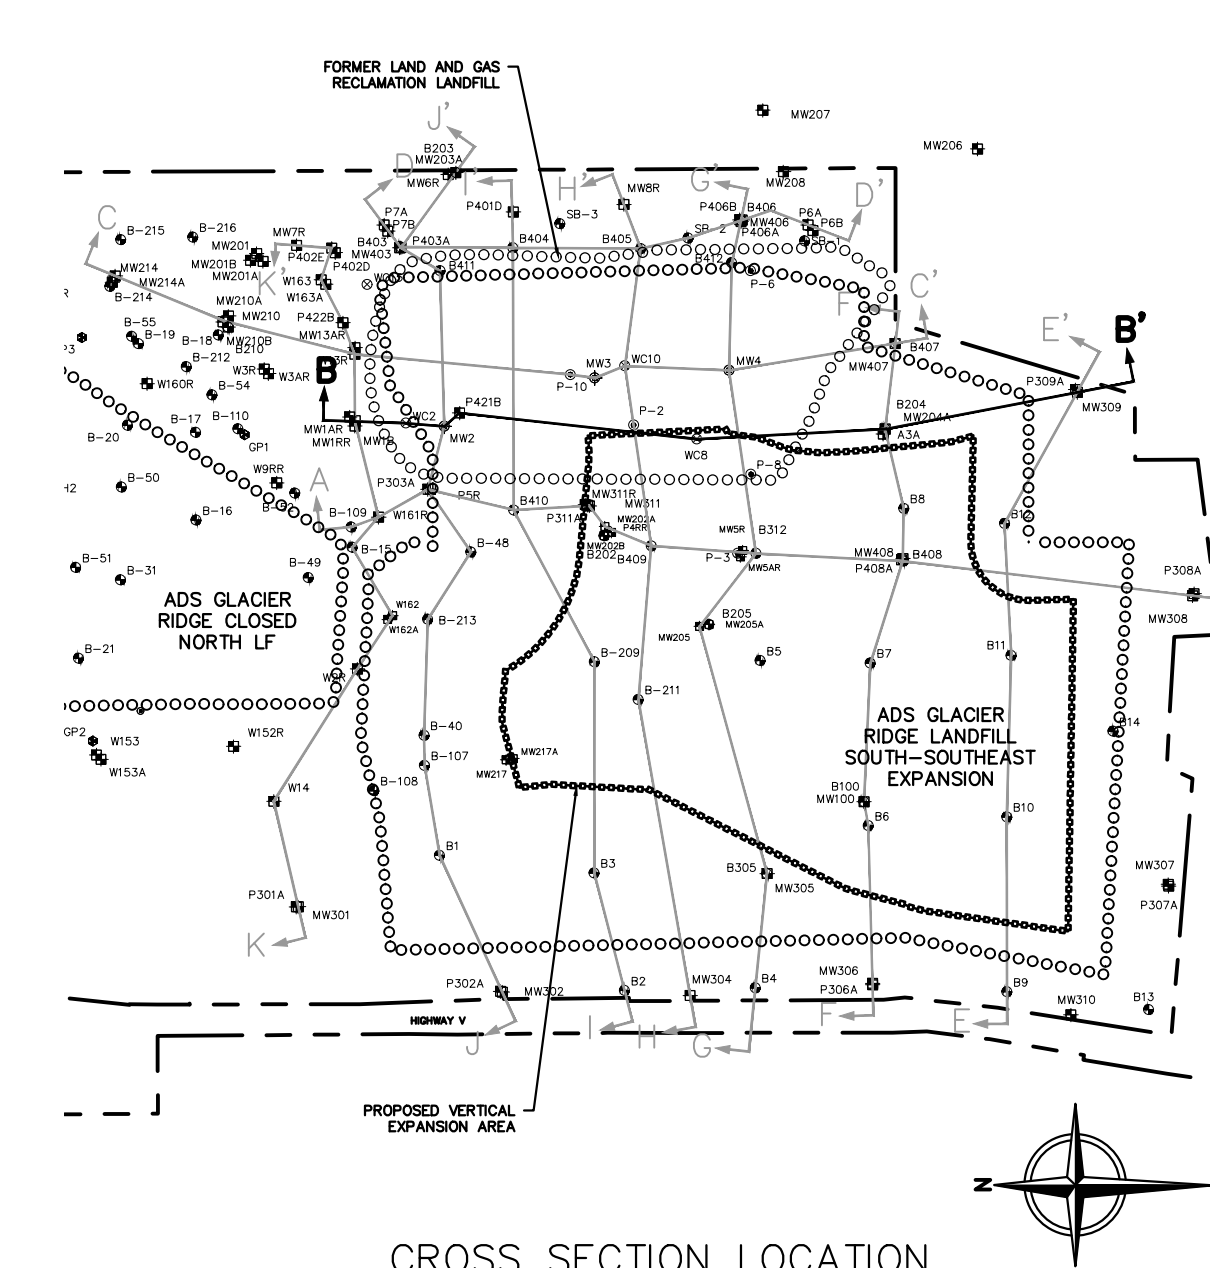 FORMER LAND AND GAS
RECLAMATION LANDFILL
MW207
J'
B203
MW203A
MW6R
MW206
D
I'
H'
G'
MW208
D'
C
B-215
B-216
MW7R
P7A
P7B
P401D
SB-3
MW8R
P406B
B406
MW406
P406A
P6A
P6B
SB-1
MW201
MW201B
MW201A
P402E
P402D
B403
MW403
P403A
B404
B405
SB-2
MW214
MW214A
B-214
K'
W163
W163A
B411
B412
P-6
C'
MW210A
MW210
MW210B
B210
P422B
MW13AR
F'
E'
B'
B-55
B-19
B-18
B-212
B407
MW407
P3
W3R
W3AR
B
P-10
MW3
WC10
MW4
P309A
MW309
W160R
B-54
B-17
B-110
GP1
B-20
MW1AR
MW1RR
MW1B
WC2
P421B
MW2
P-2
WC8
B204
MW204A
A3A
H2
B-50
W9RR
B-52
A
P303A
P5R
P-8
B-16
B-109
W161R
B410
MW311R
P311A
MW311
MW202A
P4RR
MW202B
B202
B409
MW5R
P-3
B312
MW5AR
B8
B12
MW408
P408A
B408
B-15
B-48
B-51
B-31
B-49
P308A
MW308
ADS GLACIER
RIDGE CLOSED
NORTH LF
W162
W162A
B-213
MW205
B205
MW205A
B-21
W2R
B-209
B5
B7
B11
B-211
GP2
W153
W153A
W152R
B-40
B-107
MW217A
MW217
ADS GLACIER
RIDGE LANDFILL
SOUTH-SOUTHEAST
EXPANSION
B14
W14
B-108
B100
MW100
B6
B10
B1
B3
B305
MW305
MW307
P307A
P301A
MW301
K
P302A
MW302
B2
MW304
B4
MW306
P306A
B9
MW310
B13
HIGHWAY V
J
I
H
G
F
E
PROPOSED VERTICAL
EXPANSION AREA
N
CROSS SECTION LOCATION